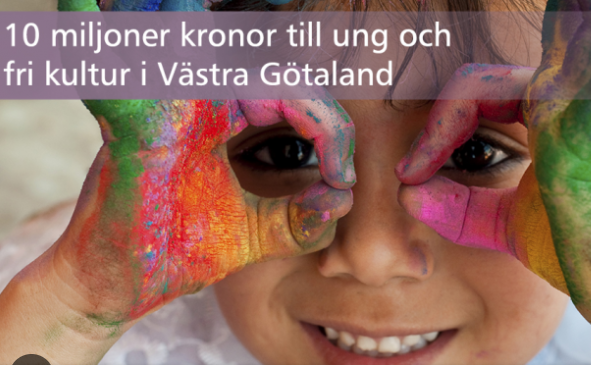 10 miljoner kronor till ung och
fri kultur i Västra Götaland